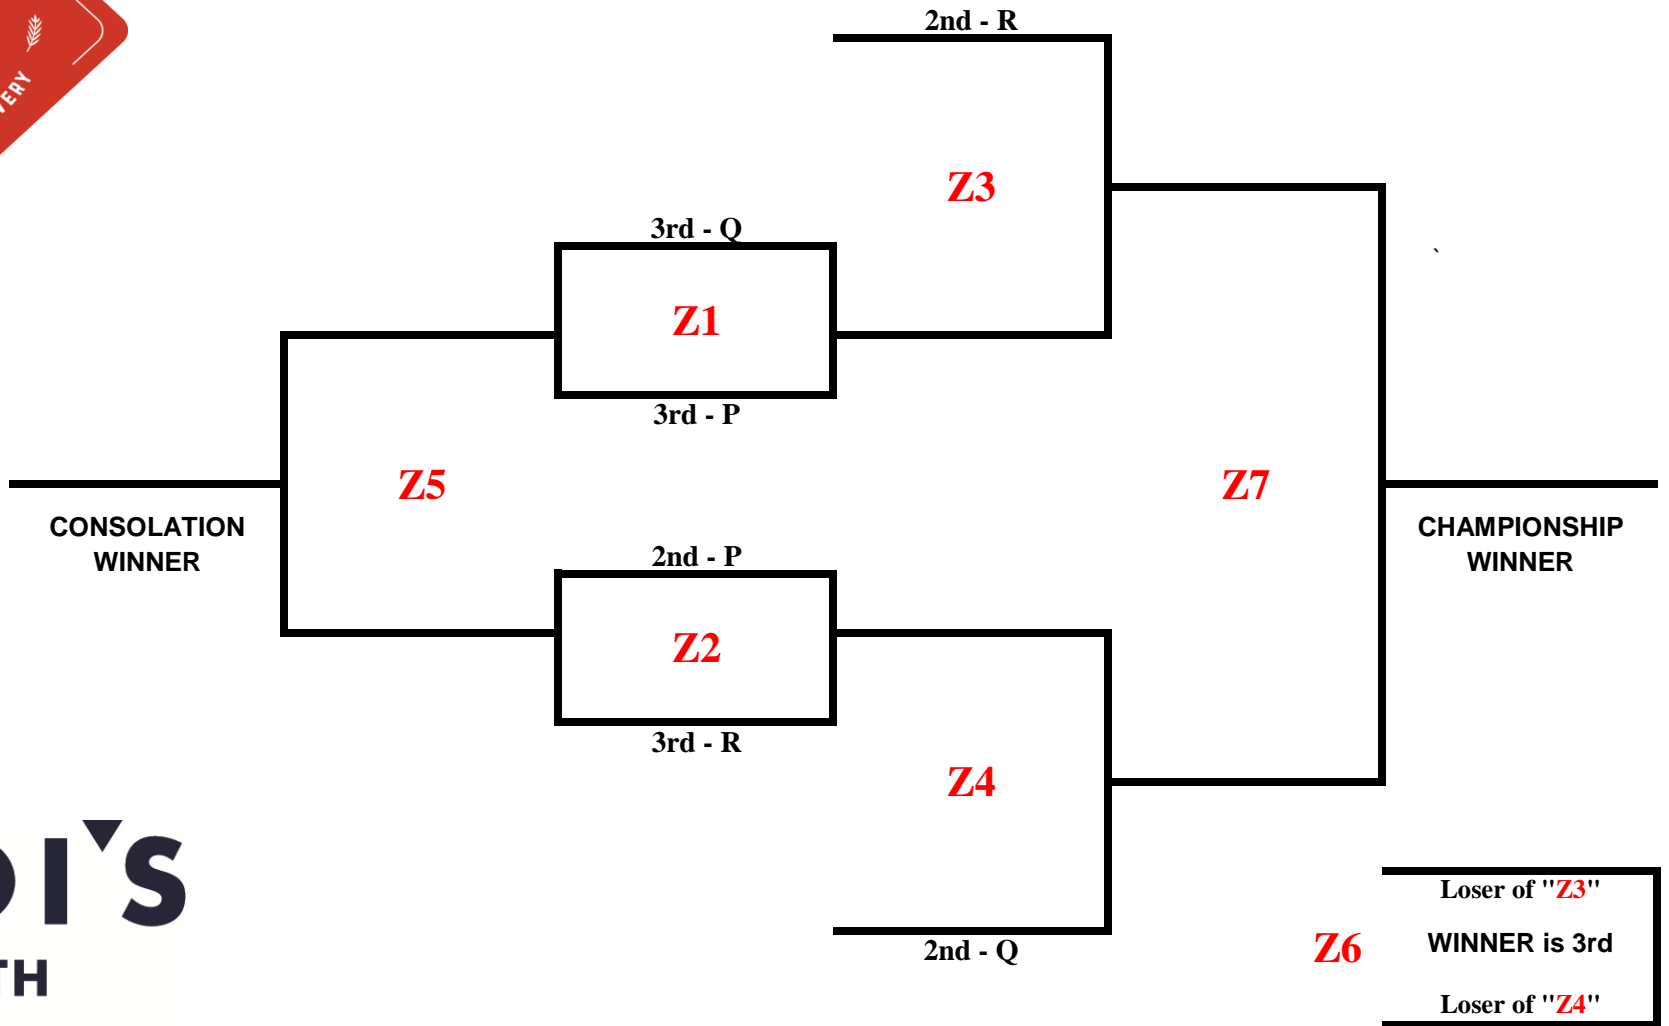 2nd - R
Z3
3rd - Q
Z1
3rd - P
Z5
Z7
CONSOLATION
WINNER
CHAMPIONSHIP
WINNER
2nd - P
Z2
3rd - R
Z4
2nd - Q
Loser of "Z3"
Z6
WINNER is 3rd
Loser of "Z4"